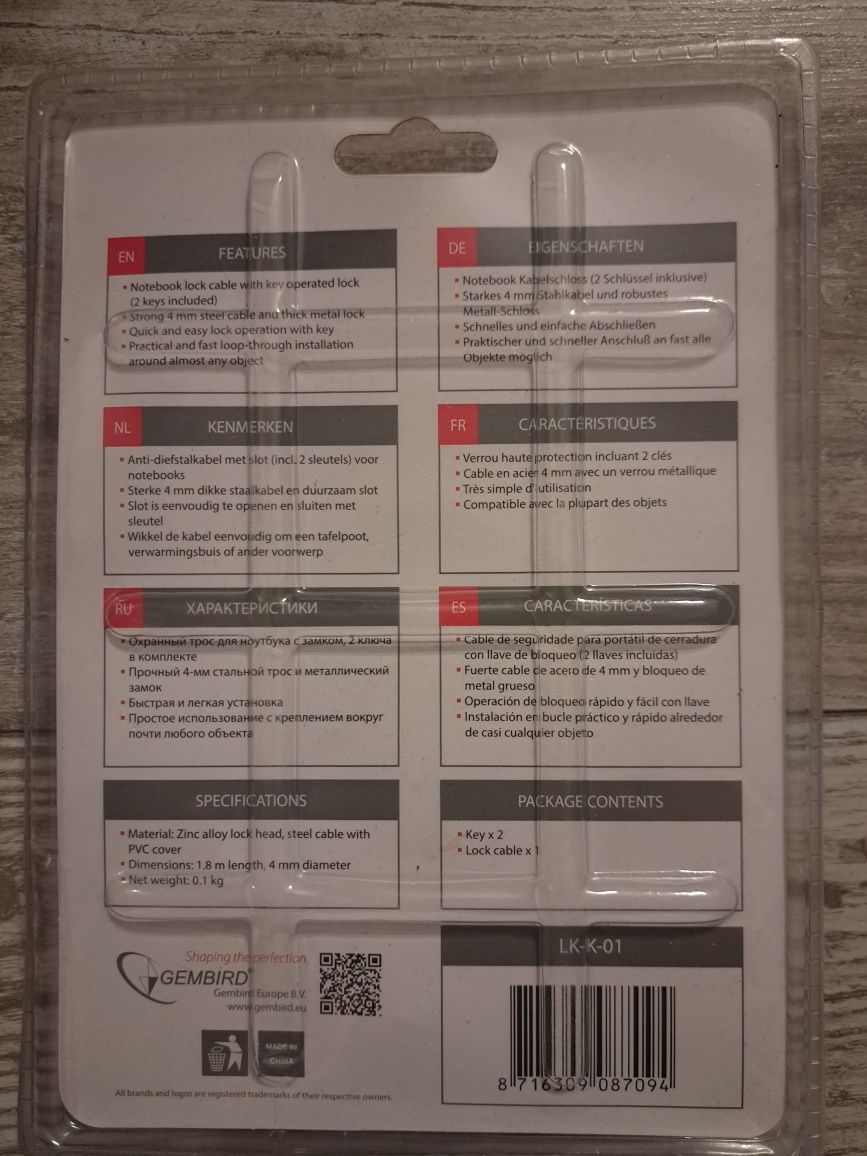 EN FEATURES
▪ Notebook lock cable with key operated lock
(2 keys included)
▪ Strong 4 mm steel cable and thick metal lock
▪ Quick and easy lock operation with key
▪ Practical and fast loop-through installation
around almost any object
DE EIGENSCHAFTEN
▪ Notebook Kabelschloss (2 Schlüssel inklusive)
▪ Starkes 4 mm Stahlkabel und robustes
Metall-Schloss
▪ Schnelles und einfache Abschließen
▪ Praktischer und schneller Anschluß an fast alle
Objekte möglich
NL KENMERKEN
▪ Anti-diefstalkabel met slot (incl. 2 sleutels) voor
notebooks
▪ Sterke 4 mm dikke staalkabel en duurzaam slot
▪ Slot is eenvoudig te openen en sluiten met
sleutel
▪ Wikkel de kabel eenvoudig om een tafelpoot,
verwarmingsbuis of ander voorwerp
FR CARACTÉRISTIQUES
▪ Verrou haute protection incluant 2 clés
▪ Cable en acier 4 mm avec un verrou métallique
▪ Très simple d' utilisation
▪ Compatible avec la plupart des objets
RU ХАРАКТЕРИСТИКИ
▪ Охранный трос для ноутбука с замком, 2 ключа
в комплекте
▪ Прочный 4-мм стальной трос и металлический
замок
▪ Быстрая и легкая установка
▪ Простое использование с креплением вокруг
почти любого объекта
ES CARACTERÍSTICAS
▪ Cable de seguridade para portátil de cerradura
con llave de bloqueo (2 llaves incluidas)
▪ Fuerte cable de acero de 4 mm y bloqueo de
metal grueso
▪ Operación de bloqueo rápido y fácil con llave
▪ Instalación en bucle práctico y rápido alrededor
de casi cualquier objeto
SPECIFICATIONS
▪ Material: Zinc alloy lock head, steel cable with
PVC cover
▪ Dimensions: 1.8 m length, 4 mm diameter
▪ Net weight: 0.1 kg
PACKAGE CONTENTS
▪ Key x 2
▪ Lock cable x 1
Shaping the perfection
GEMBIRD®
Gembird Europe B.V.
www.gembird.eu
MADE IN
CHINA
All brands and logos are registered trademarks of their respective owners
LK-K-01
8 716309 087094